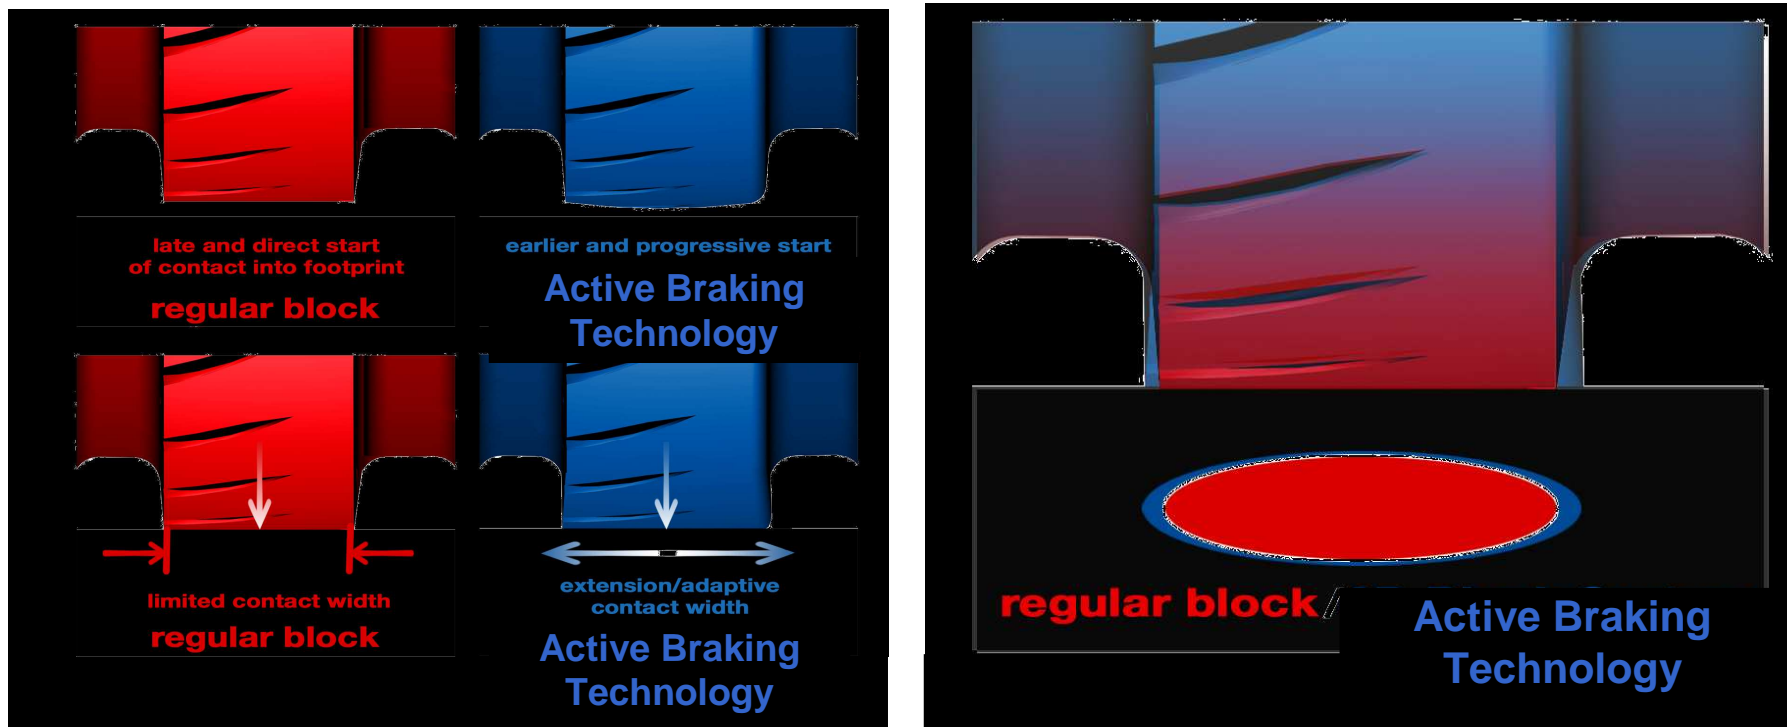 late and direct start
of contact into footprint
regular block
earlier and progressive start
Active Braking
Technology
limited contact width
regular block
extension/adaptive
contact width
Active Braking
Technology
regular block/
Active Braking
Technology